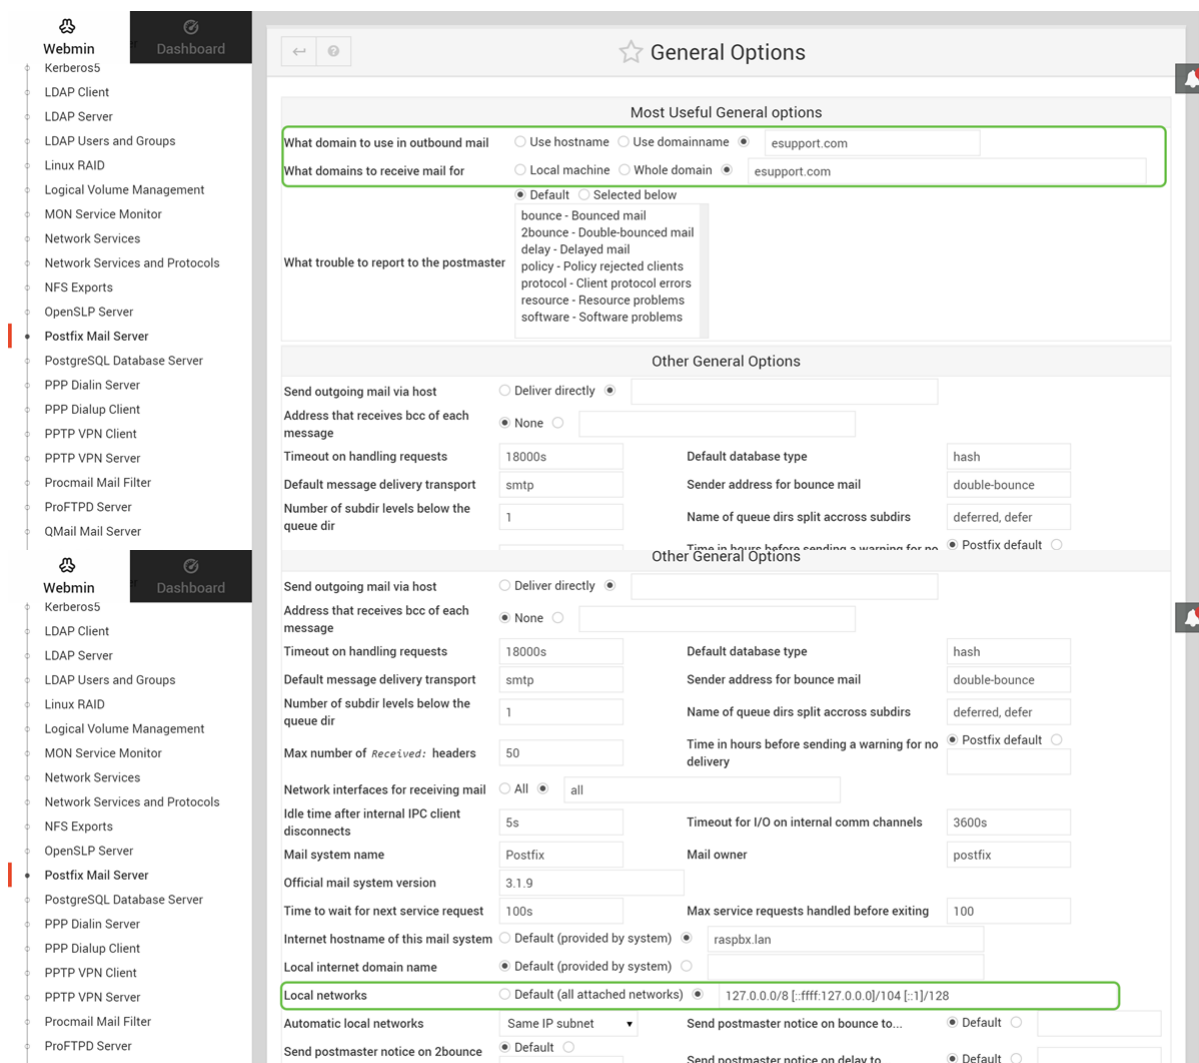 Webmin
Dashboard
Kerberos5
LDAP Client
LDAP Server
LDAP Users and Groups
Linux RAID
Logical Volume Management
MON Service Monitor
Network Services
Network Services and Protocols
NFS Exports
OpenSLP Server
Postfix Mail Server
PostgreSQL Database Server
PPP Dialin Server
PPP Dialup Client
PPTP VPN Client
PPTP VPN Server
Procmail Mail Filter
ProFTPD Server
QMail Mail Server
General Options
Most Useful General options
What domain to use in outbound mail Use hostname Use domainname esupport.com
What domains to receive mail for Local machine Whole domain esupport.com
What trouble to report to the postmaster
Default Selected below
bounce - Bounced mail
2bounce - Double-bounced mail
delay - Delayed mail
policy - Policy rejected clients
protocol - Client protocol errors
resource - Resource problems
software - Software problems
Other General Options
Send outgoing mail via host Deliver directly
Address that receives bcc of each
message
None
Timeout on handling requests 18000s Default database type hash
Default message delivery transport smtp Sender address for bounce mail double-bounce
Number of subdir levels below the
queue dir
1 Name of queue dirs split accross subdirs deferred, defer
Time in hours before sending a warning for no Postfix default
Webmin
Dashboard
Kerberos5
LDAP Client
LDAP Server
LDAP Users and Groups
Linux RAID
Logical Volume Management
MON Service Monitor
Network Services
Network Services and Protocols
NFS Exports
OpenSLP Server
Postfix Mail Server
PostgreSQL Database Server
PPP Dialin Server
PPP Dialup Client
PPTP VPN Client
PPTP VPN Server
Procmail Mail Filter
ProFTPD Server
Other General Options
Send outgoing mail via host Deliver directly
Address that receives bcc of each
message
None
Timeout on handling requests 18000s Default database type hash
Default message delivery transport smtp Sender address for bounce mail double-bounce
Number of subdir levels below the
queue dir
1 Name of queue dirs split accross subdirs deferred, defer
Max number of Received: headers 50
Time in hours before sending a warning for no
delivery
Postfix default
Network interfaces for receiving mail All all
Idle time after internal IPC client
disconnects
5s Timeout for I/O on internal comm channels 3600s
Mail system name Postfix Mail owner postfix
Official mail system version 3.1.9
Time to wait for next service request 100s Max service requests handled before exiting 100
Internet hostname of this mail system Default (provided by system) raspbx.lan
Local internet domain name Default (provided by system)
Local networks Default (all attached networks) 127.0.0.0/8 [::ffff:127.0.0.0]/104 [::1]/128
Automatic local networks Same IP subnet Send postmaster notice on bounce to... Default
Send postmaster notice on 2bounce Default Send postmaster notice on delay to... Default